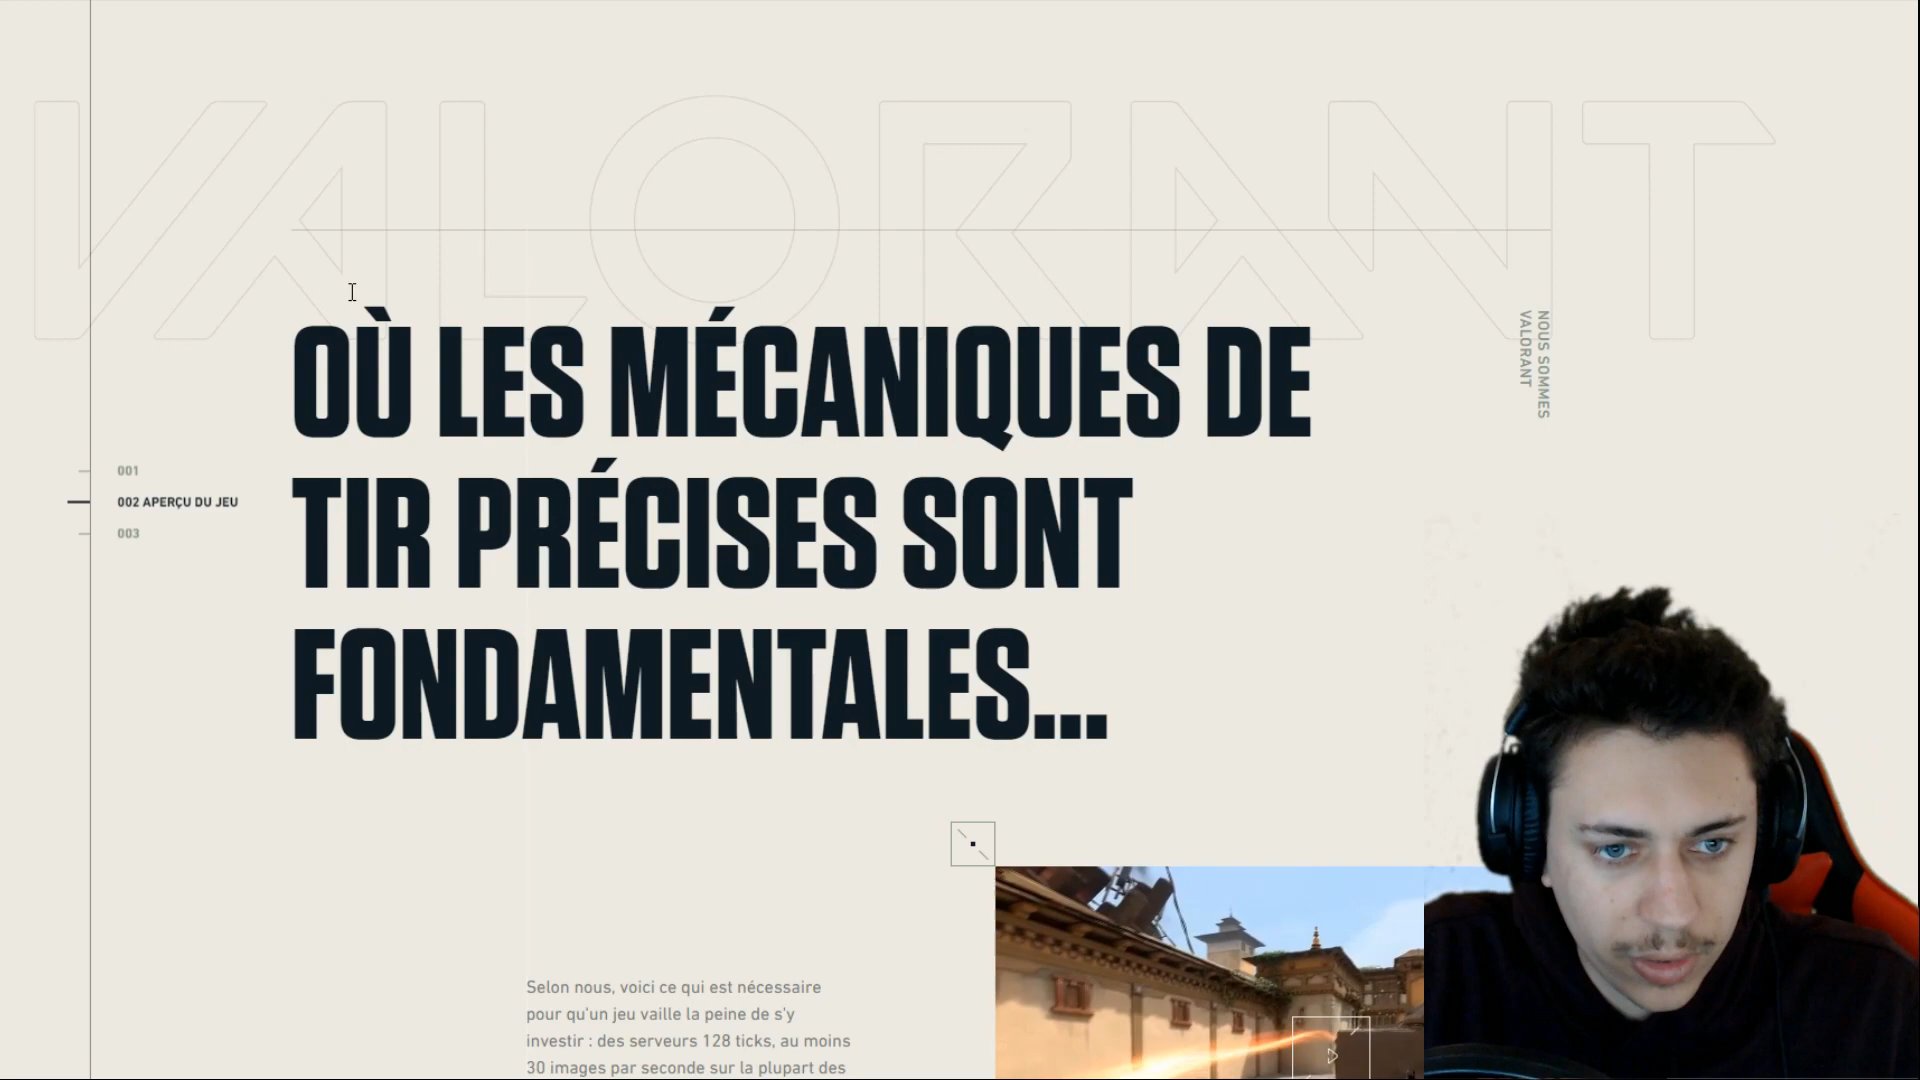 VALORANT
OÙ LES MÉCANIQUES DE
TIR PRÉCISES SONT
FONDAMENTALES...
NOUS SOMMES
VALORANT
001
002 APERÇU DU JEU
003
Selon nous, voici ce qui est nécessaire
pour qu'un jeu vaille la peine de s'y
investir : des serveurs 128 ticks, au moins
30 images par seconde sur la plupart des